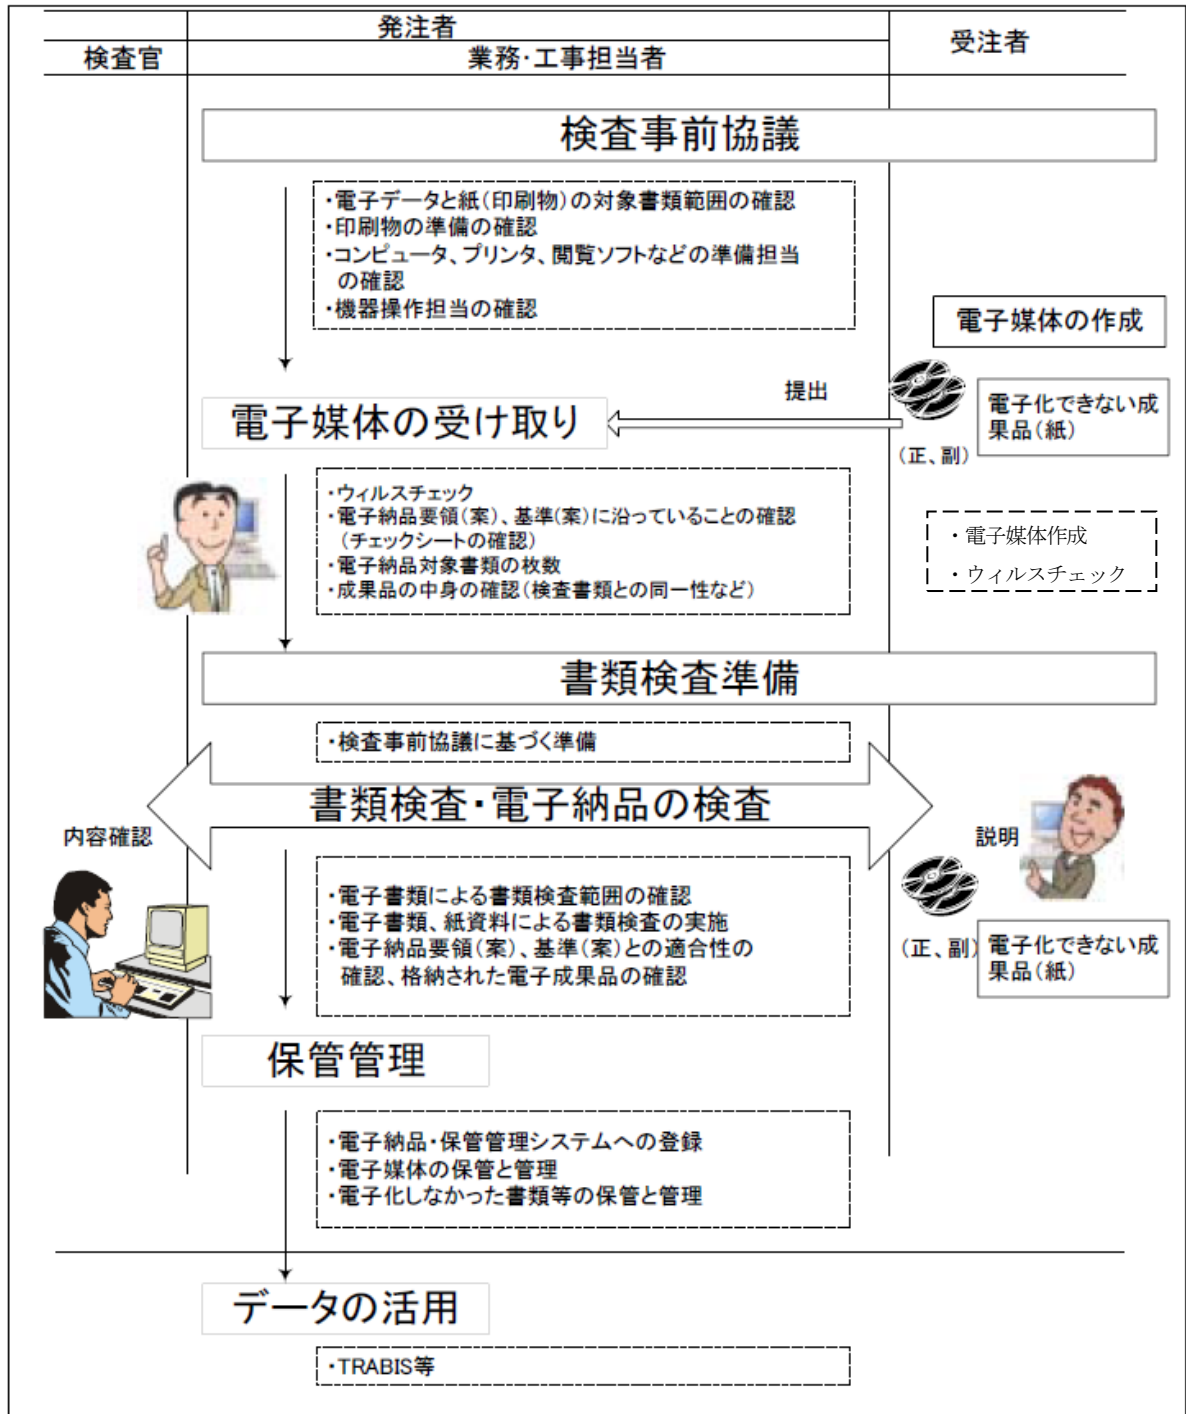 発注者
受注者
検査官
業務・工事担当者
検査事前協議
・電子データと紙(印刷物)の対象書類範囲の確認
・印刷物の準備の確認
・コンピュータ、プリンタ、閲覧ソフトなどの準備担当
の確認
・機器操作担当の確認
電子媒体の作成
提出
電子媒体の受け取り
電子化できない成
果品(紙)
(正、副)
・ウィルスチェック
・電子納品要領(案)、基準(案)に沿っていることの確認
(チェックシートの確認)
・電子納品対象書類の枚数
・成果品の中身の確認(検査書類との同一性など)
・電子媒体作成
・ウィルスチェック
書類検査準備
・検査事前協議に基づく準備
書類検査・電子納品の検査
内容確認
説明
・電子書類による書類検査範囲の確認
・電子書類、紙資料による書類検査の実施
・電子納品要領(案)、基準(案)との適合性の
確認、格納された電子成果品の確認
(正、副)
電子化できない成
果品(紙)
保管管理
・電子納品・保管管理システムへの登録
・電子媒体の保管と管理
・電子化しなかった書類等の保管と管理
データの活用
・TRABIS等